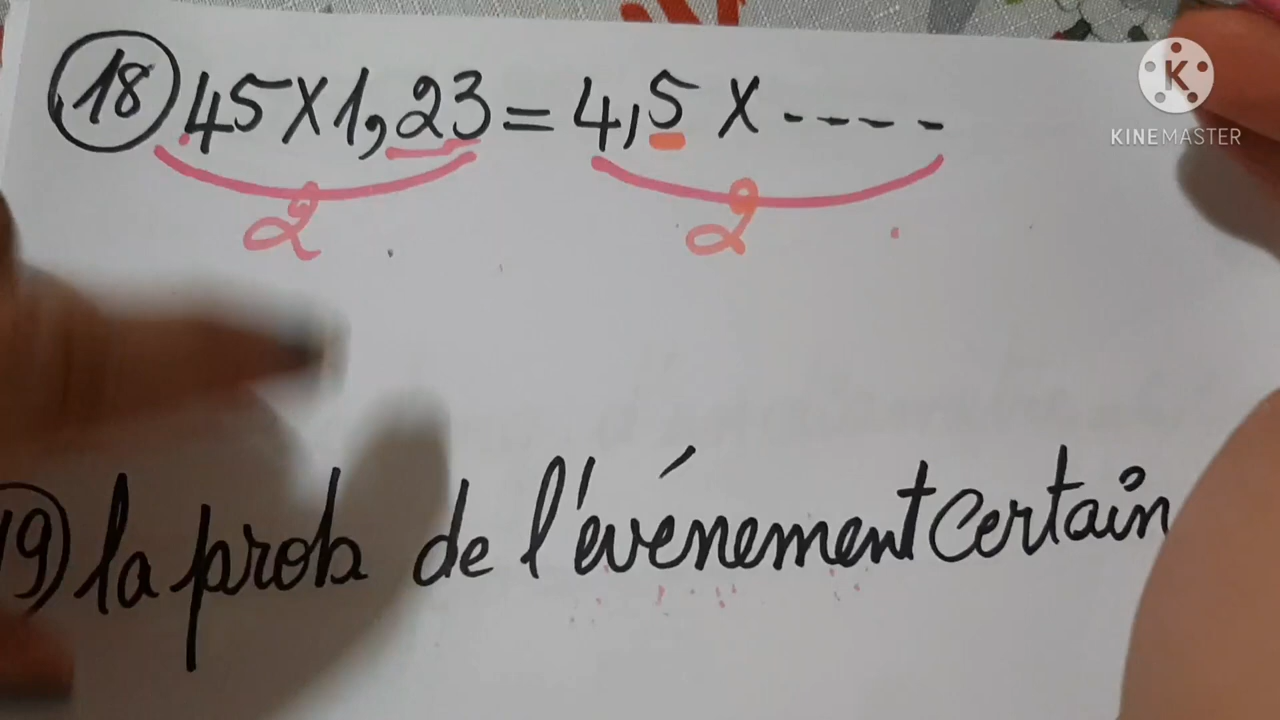 18 45 X 1,23 = 4,5 X -----
2 2
19) la prob de l'événement certain
K
KINEMASTER